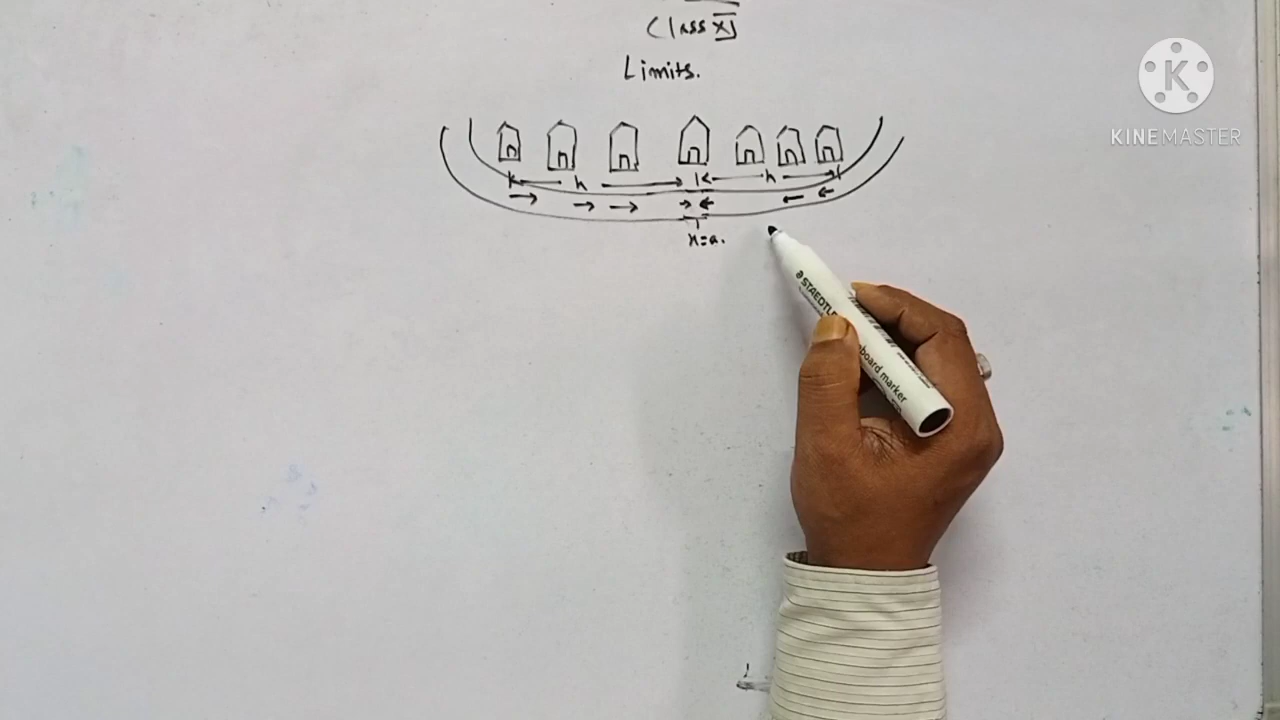 Class XI
Limits.
K
KINEMASTER
h h
x=a.
STAEDTLER
board marker